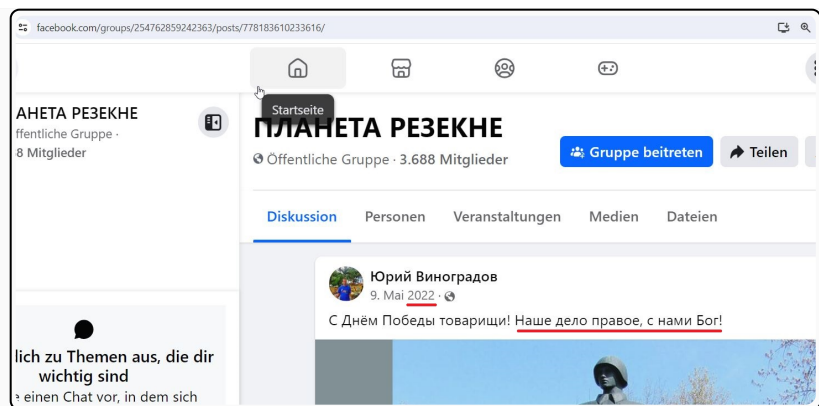 facebook.com/groups/254762859242363/posts/778183610233616/
Startseite
АНЕТА РЕЗЕКНЕ
ffentliche Gruppe ·
8 Mitglieder
ПЛАНЕТА РЕЗЕКНЕ
Öffentliche Gruppe · 3.688 Mitglieder
Gruppe beitreten
Teilen
Diskussion Personen Veranstaltungen Medien Dateien
Юрий Виноградов
9. Mai 2022 ·
С Днём Победы товарищи! Наше дело правое, с нами Бог!
lich zu Themen aus, die dir
wichtig sind
einen Chat vor, in dem sich